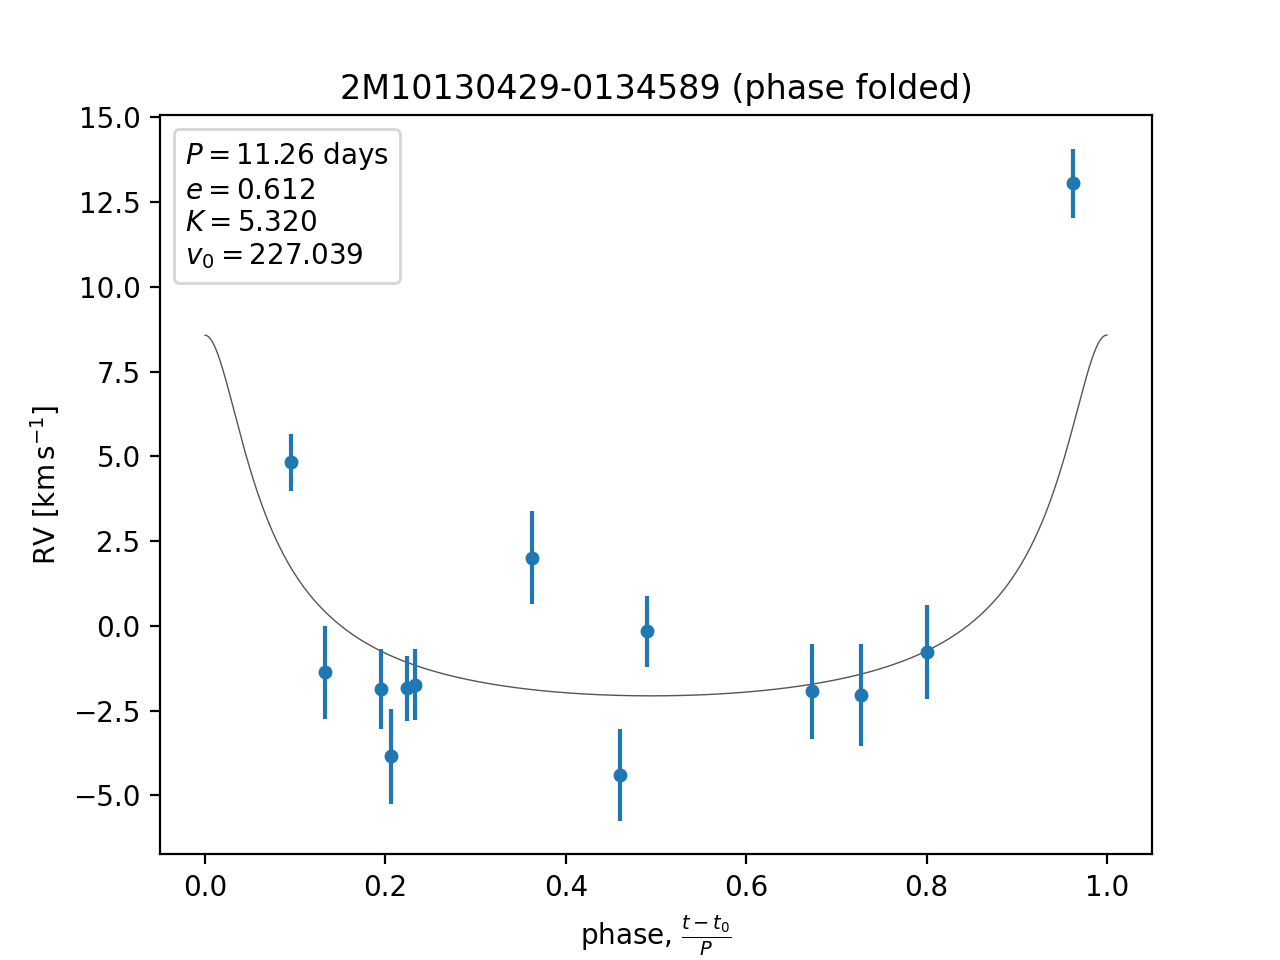 2M10130429-0134589 (phase folded)
P = 11.26 days
e = 0.612
K = 5.320
v₀ = 227.039
15.0
12.5
10.0
7.5
5.0
2.5
0.0
−2.5
−5.0
RV [km s⁻¹]
0.0 0.2 0.4 0.6 0.8 1.0
phase, (t − t₀)/P